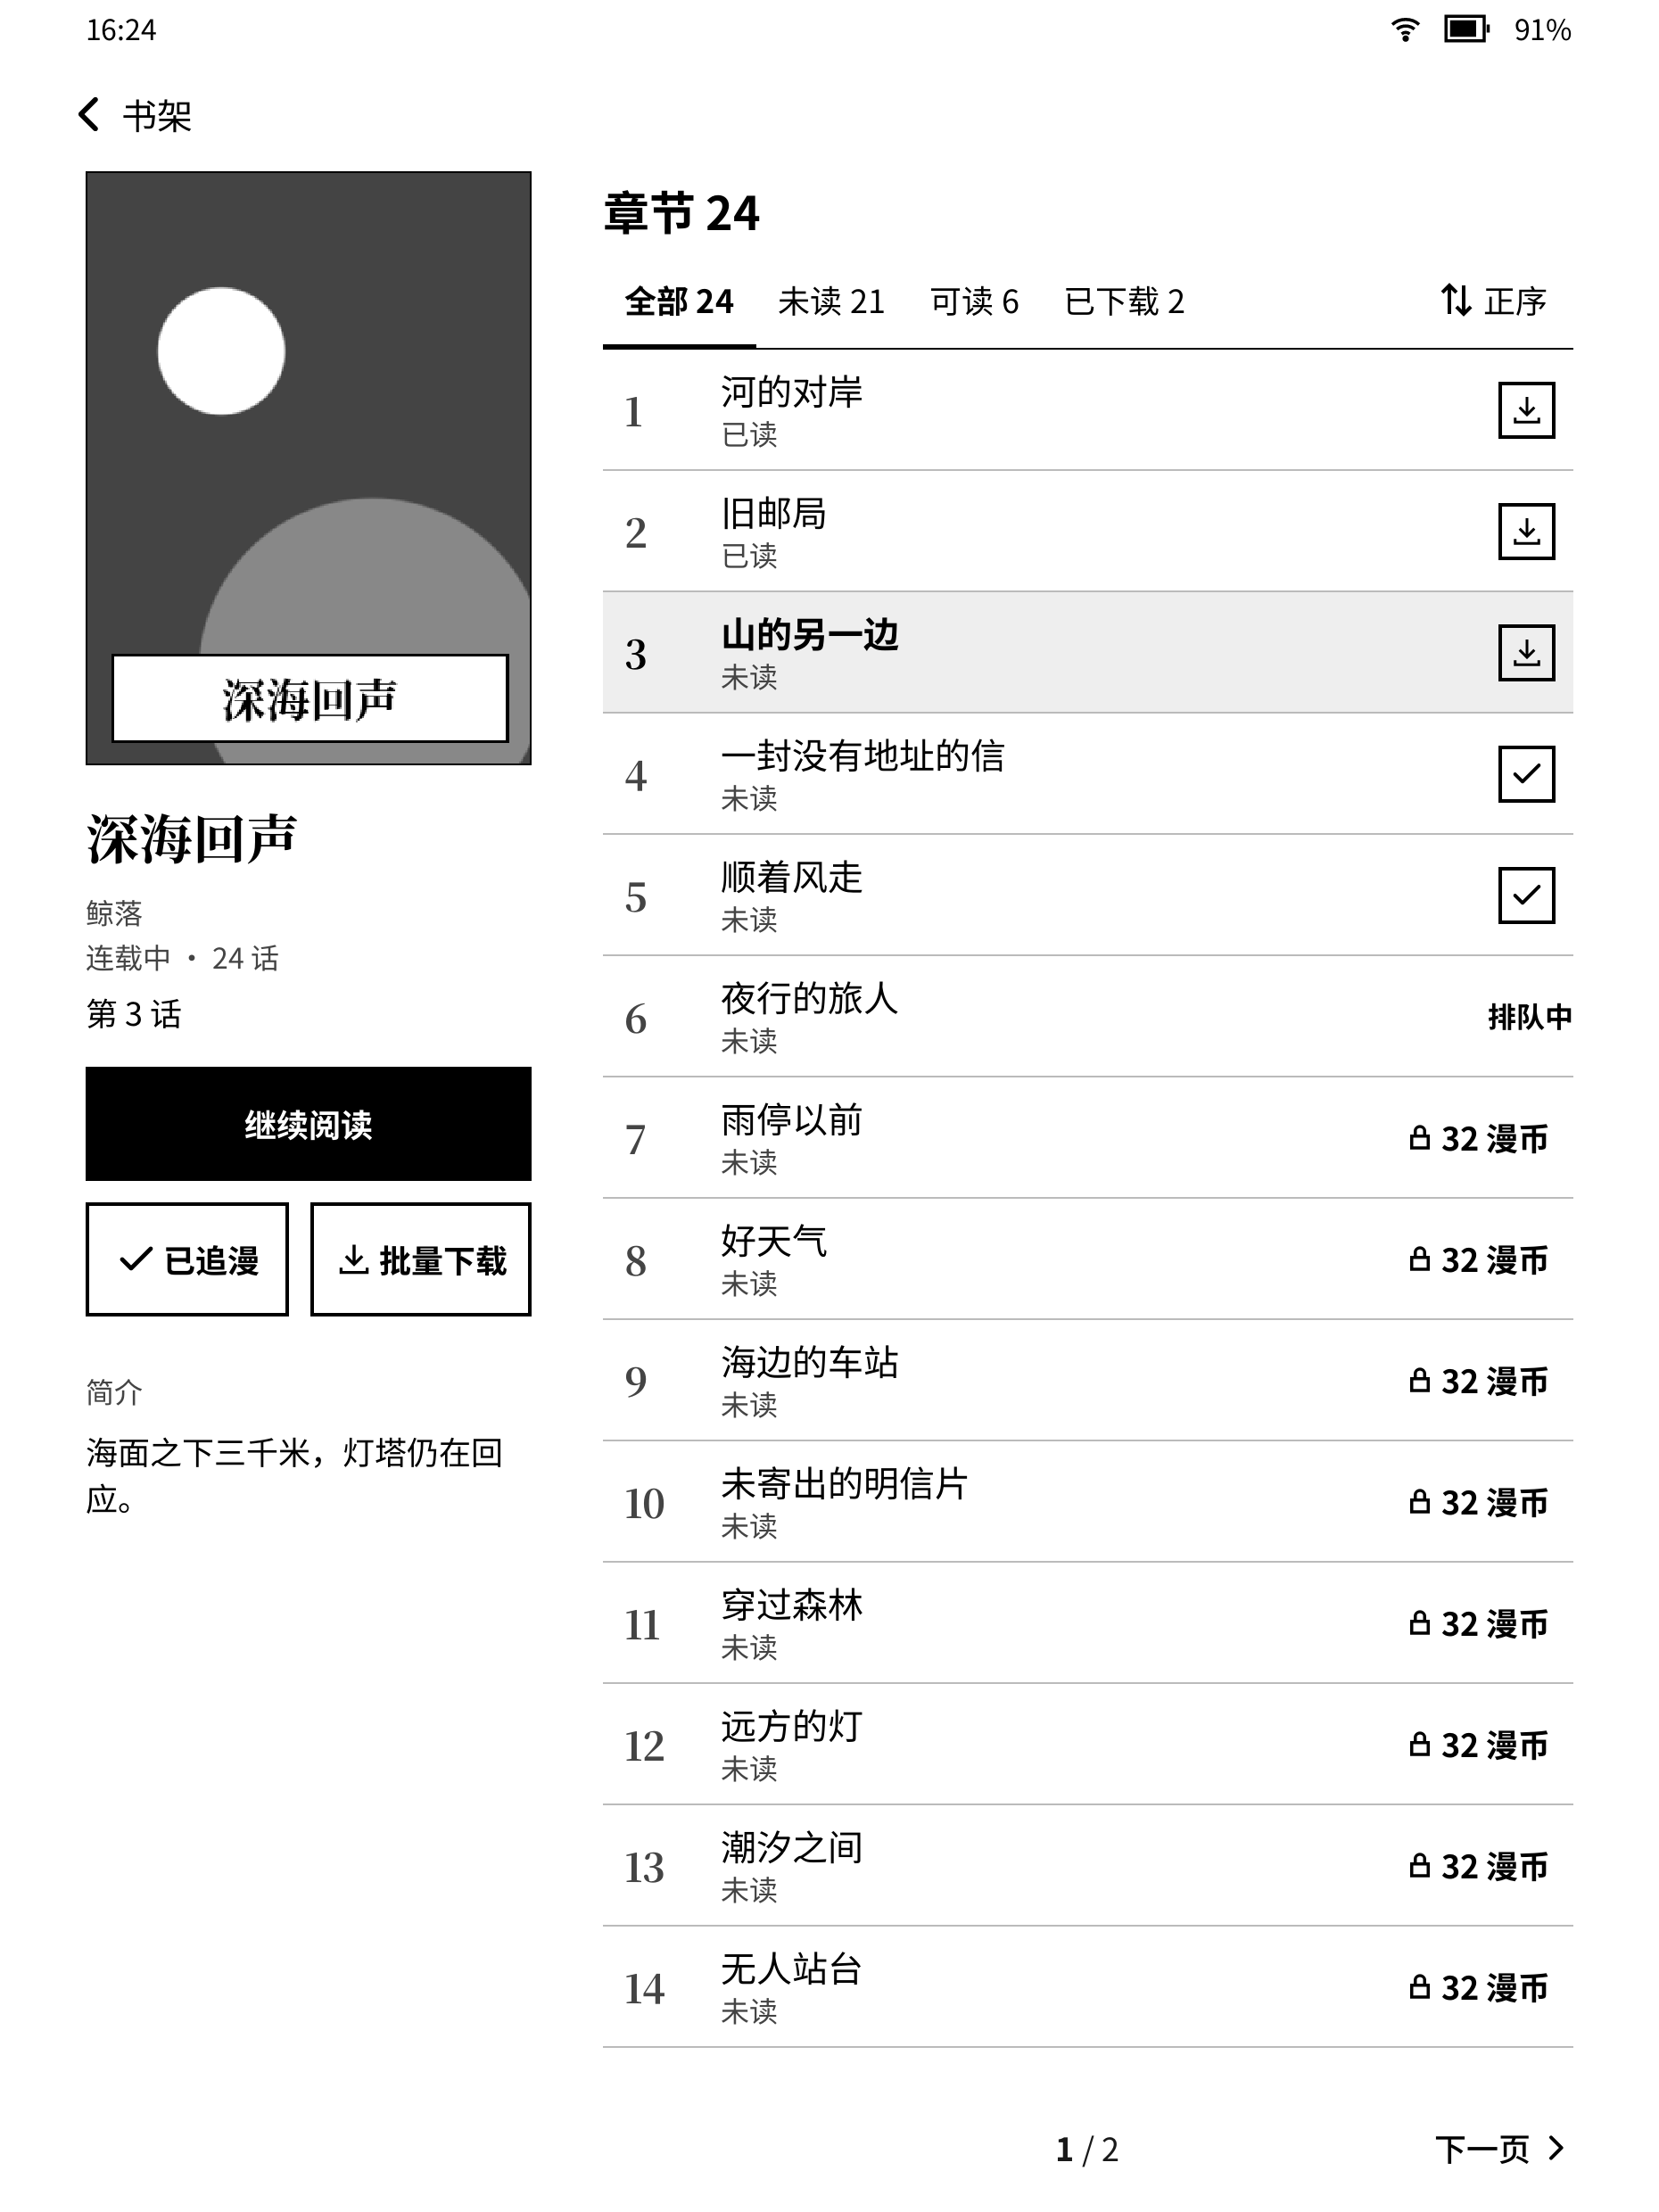 16:24 91%
书架
深海回声
深海回声
鲸落
连载中 · 24 话
第 3 话
继续阅读
已追漫 批量下载
简介
海面之下三千米，灯塔仍在回
应。
章节 24
全部 24 未读 21 可读 6 已下载 2 正序
1 河的对岸
已读
2 旧邮局
已读
3 山的另一边
未读
4 一封没有地址的信
未读
5 顺着风走
未读
6 夜行的旅人 排队中
未读
7 雨停以前 32 漫币
未读
8 好天气 32 漫币
未读
9 海边的车站 32 漫币
未读
10 未寄出的明信片 32 漫币
未读
11 穿过森林 32 漫币
未读
12 远方的灯 32 漫币
未读
13 潮汐之间 32 漫币
未读
14 无人站台 32 漫币
未读
1 / 2 下一页